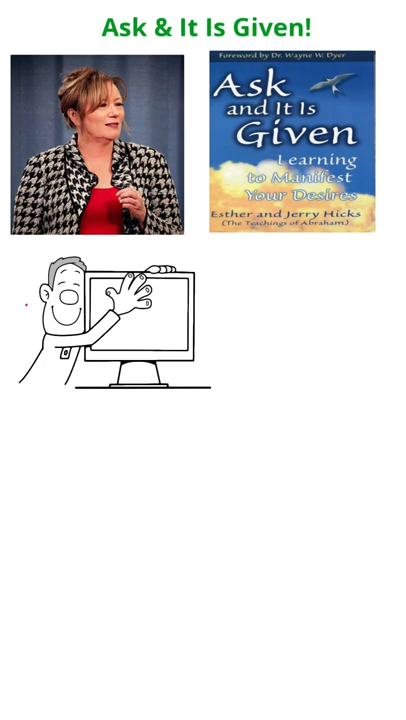 Ask & It Is Given!
Foreword by Dr. Wayne W. Dyer
Ask
and It Is
Given
Learning
to Manifest
Your Desires
Esther and Jerry Hicks
(The Teachings of Abraham)